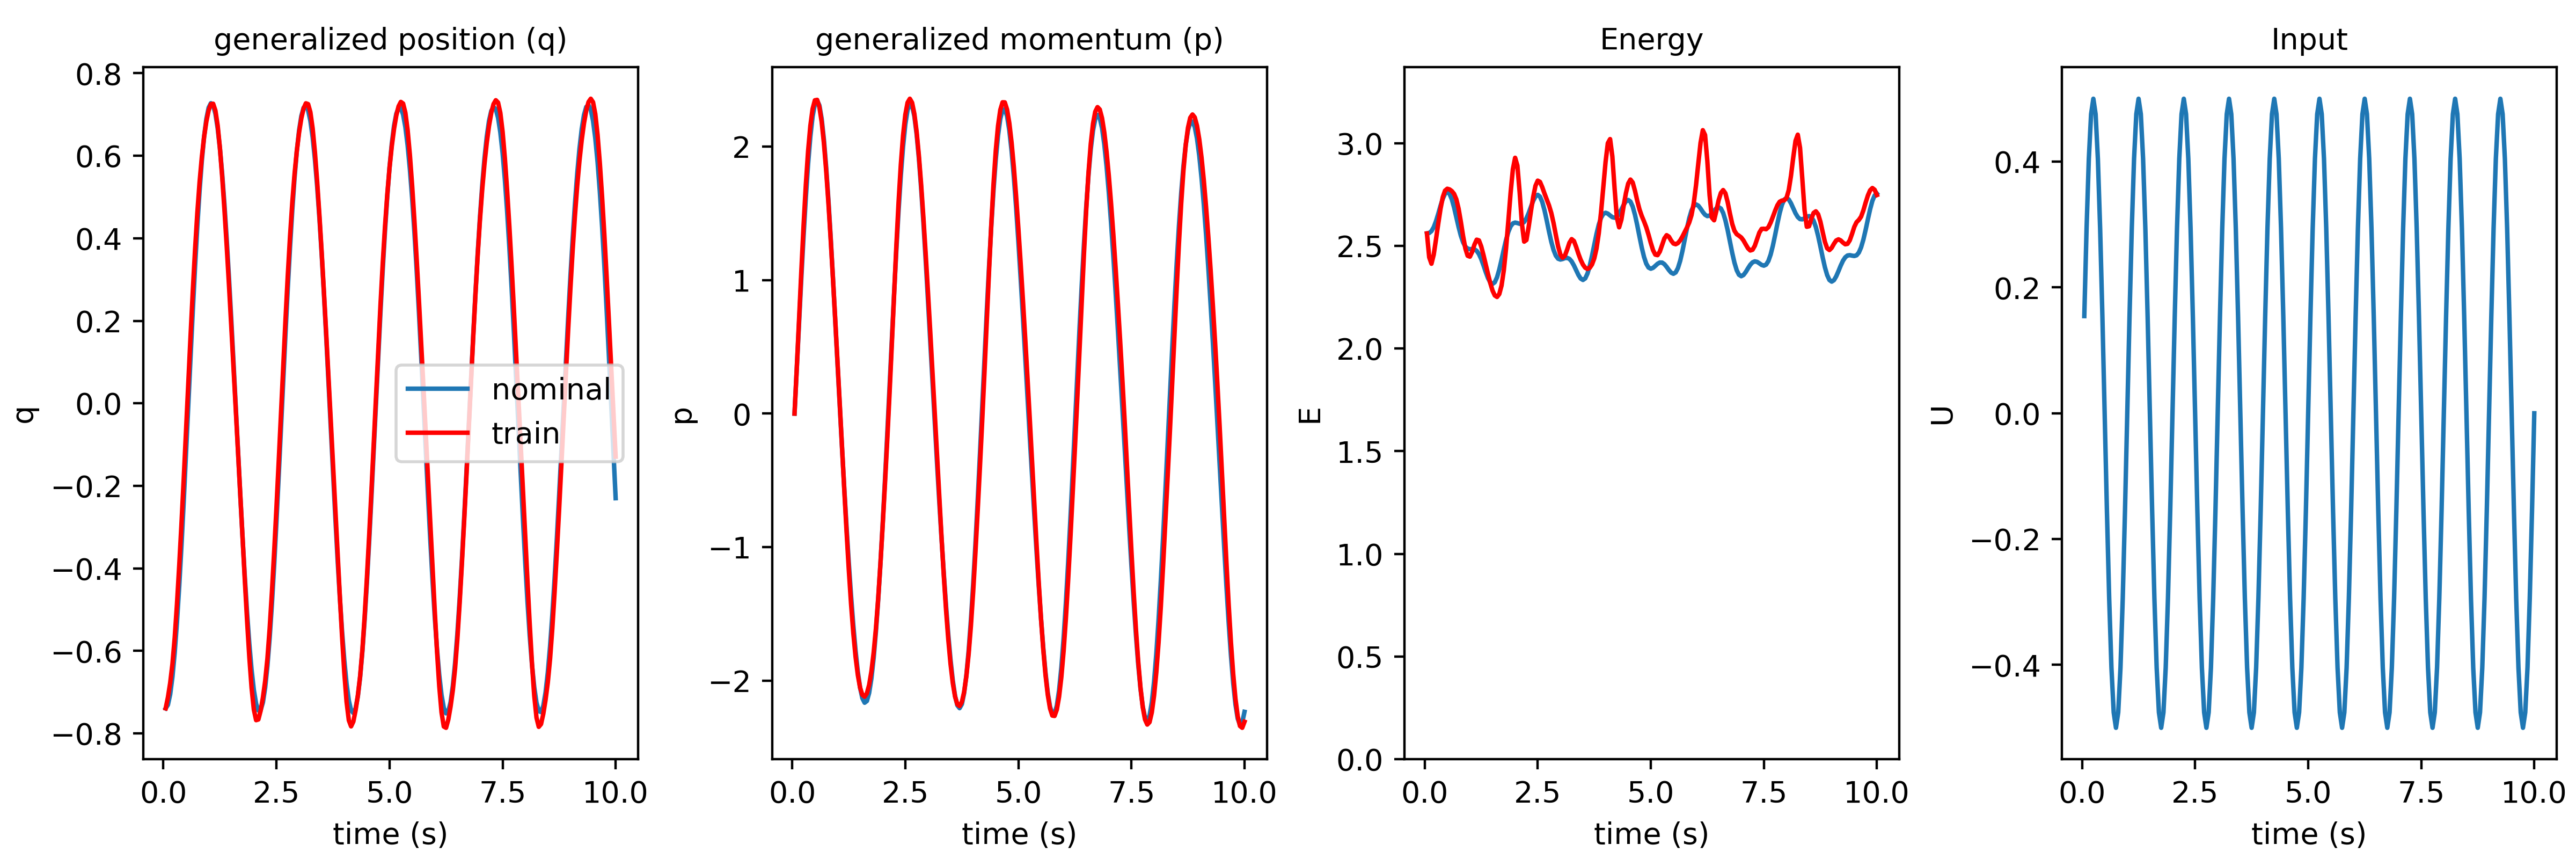 generalized position (q)
0.8
0.6
0.4
0.2
0.0
−0.2
−0.4
−0.6
−0.8
q
nominal
train
0.0 2.5 5.0 7.5 10.0
time (s)
generalized momentum (p)
2
1
0
−1
−2
p
0.0 2.5 5.0 7.5 10.0
time (s)
Energy
3.0
2.5
2.0
1.5
1.0
0.5
0.0
E
0.0 2.5 5.0 7.5 10.0
time (s)
Input
0.4
0.2
0.0
−0.2
−0.4
U
0.0 2.5 5.0 7.5 10.0
time (s)